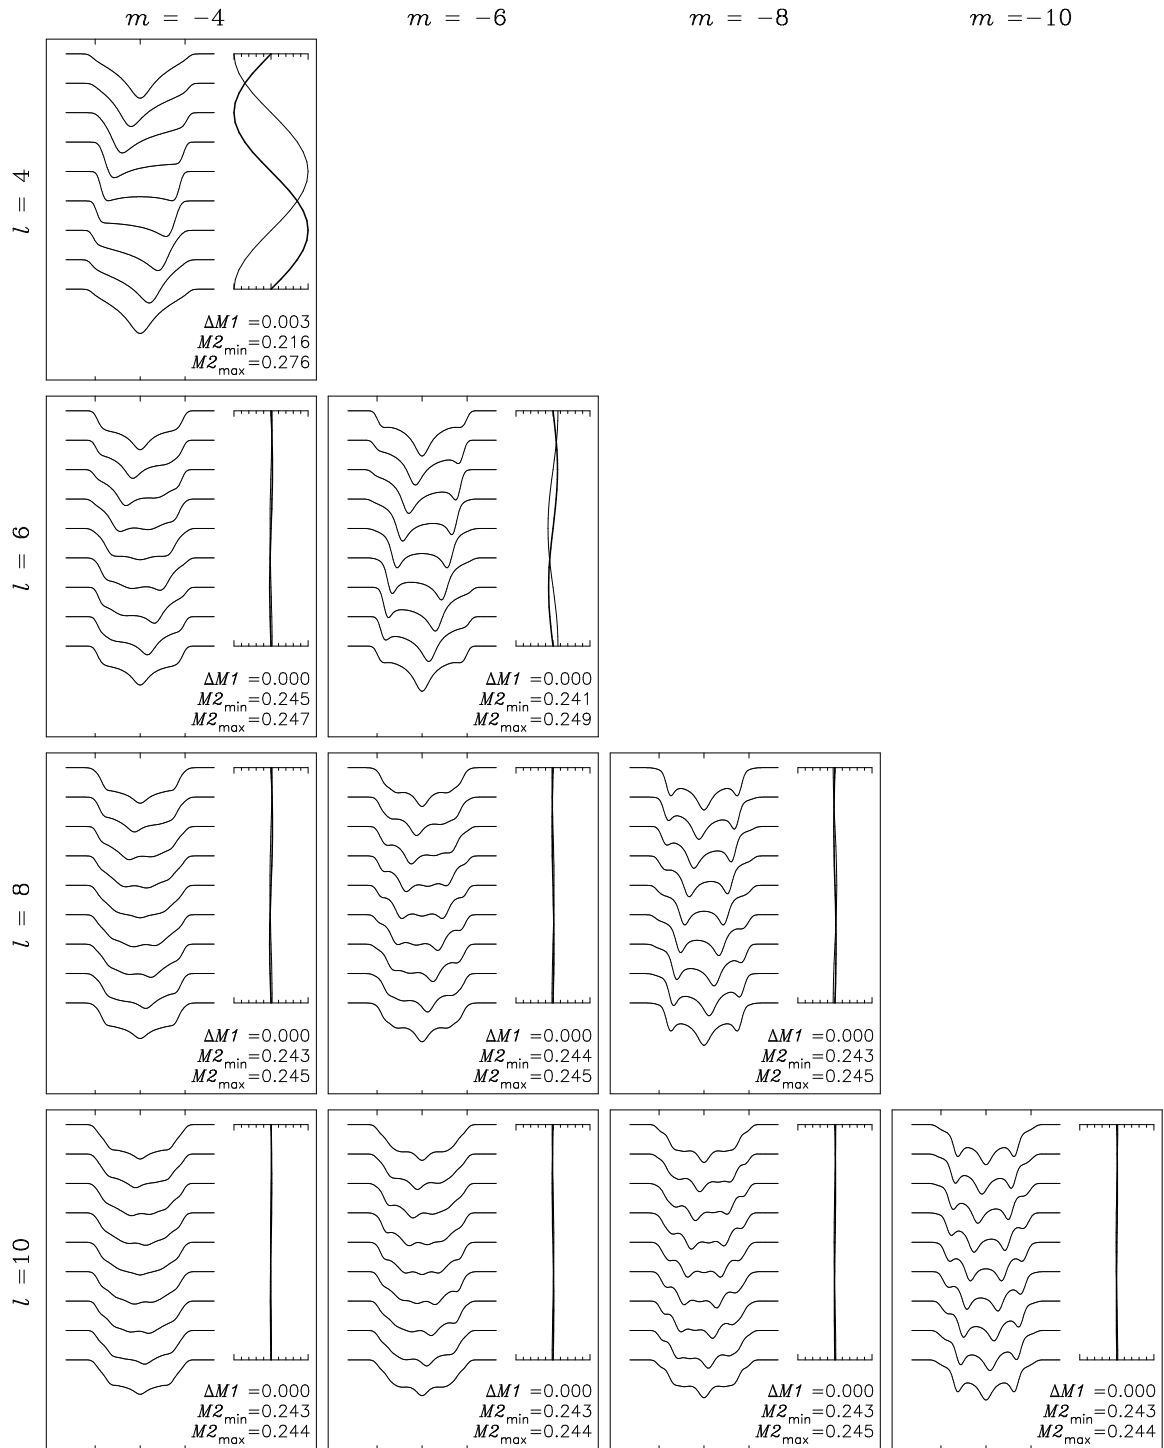 m = −4 m = −6 m = −8 m =−10
l = 4
ΔM1 =0.003
M2min=0.216
M2max=0.276
l = 6
ΔM1 =0.000
M2min=0.245
M2max=0.247
ΔM1 =0.000
M2min=0.241
M2max=0.249
l = 8
ΔM1 =0.000
M2min=0.243
M2max=0.245
ΔM1 =0.000
M2min=0.244
M2max=0.245
ΔM1 =0.000
M2min=0.243
M2max=0.245
l =10
ΔM1 =0.000
M2min=0.243
M2max=0.244
ΔM1 =0.000
M2min=0.243
M2max=0.244
ΔM1 =0.000
M2min=0.243
M2max=0.245
ΔM1 =0.000
M2min=0.243
M2max=0.244